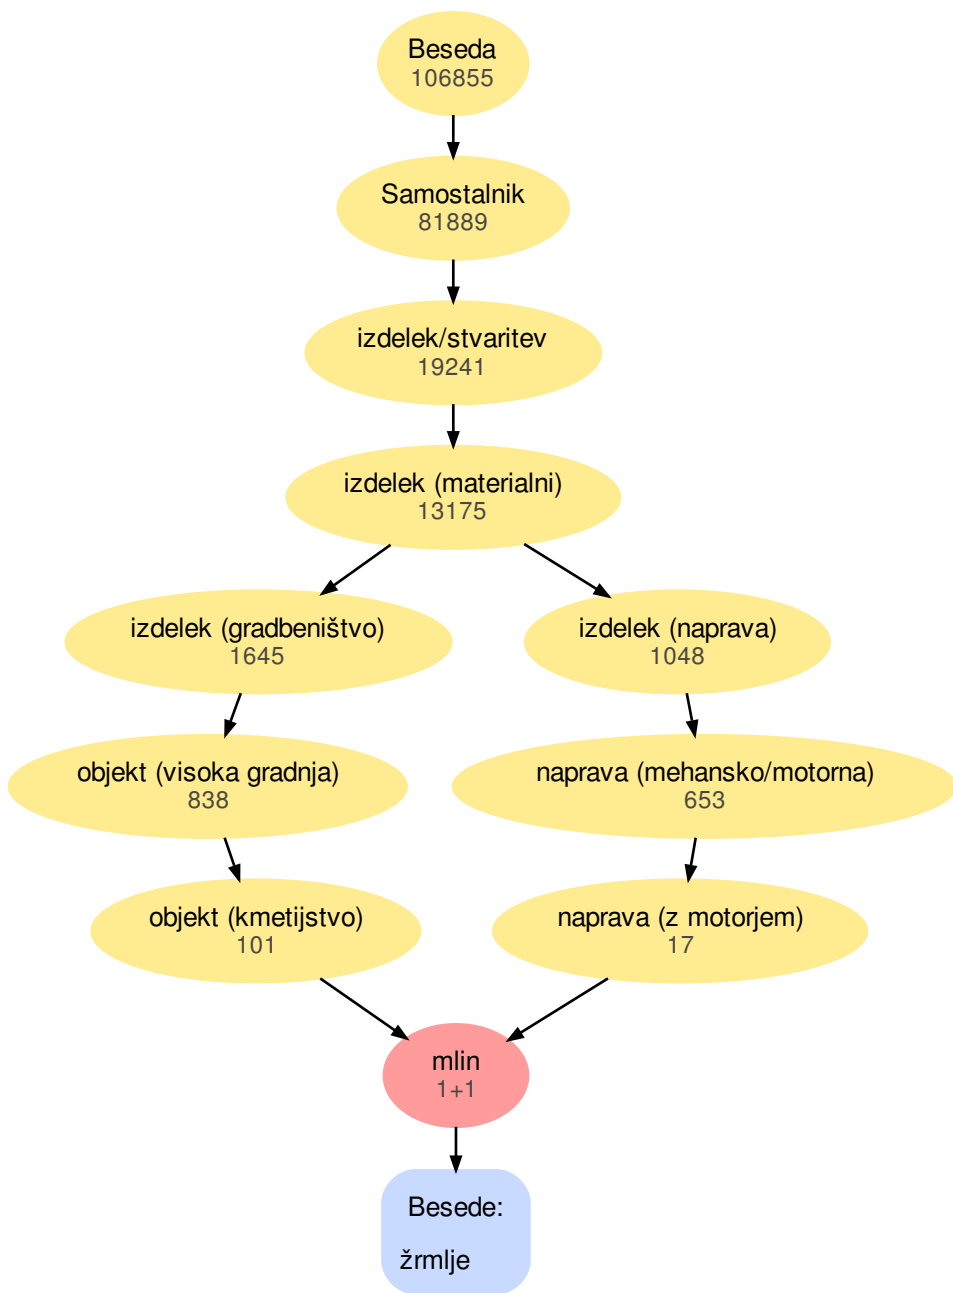 Beseda
106855
Samostalnik
81889
izdelek/stvaritev
19241
izdelek (materialni)
13175
izdelek (gradbeništvo)
1645
izdelek (naprava)
1048
objekt (visoka gradnja)
838
naprava (mehansko/motorna)
653
objekt (kmetijstvo)
101
naprava (z motorjem)
17
mlin
1+1
Besede:
žrmlje